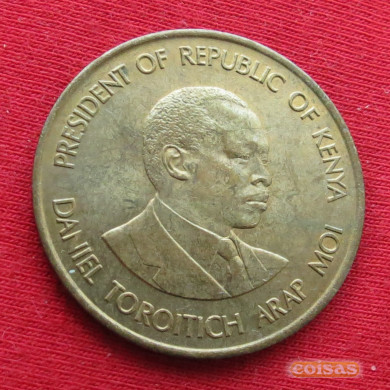 PRESIDENT OF REPUBLIC OF KENYA
DANIEL TOROITICH ARAP MOI
coisas